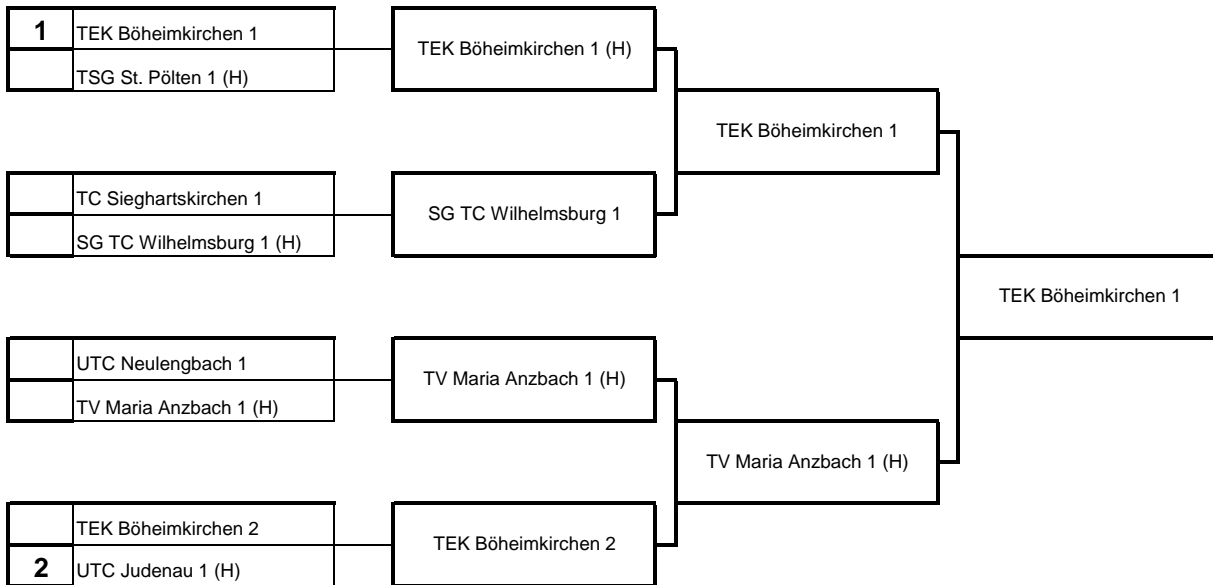 1 TEK Böheimkirchen 1
TSG St. Pölten 1 (H)
TEK Böheimkirchen 1 (H)
TEK Böheimkirchen 1
TC Sieghartskirchen 1
SG TC Wilhelmsburg 1 (H)
SG TC Wilhelmsburg 1
TEK Böheimkirchen 1
UTC Neulengbach 1
TV Maria Anzbach 1 (H)
TV Maria Anzbach 1 (H)
TV Maria Anzbach 1 (H)
TEK Böheimkirchen 2
2 UTC Judenau 1 (H)
TEK Böheimkirchen 2